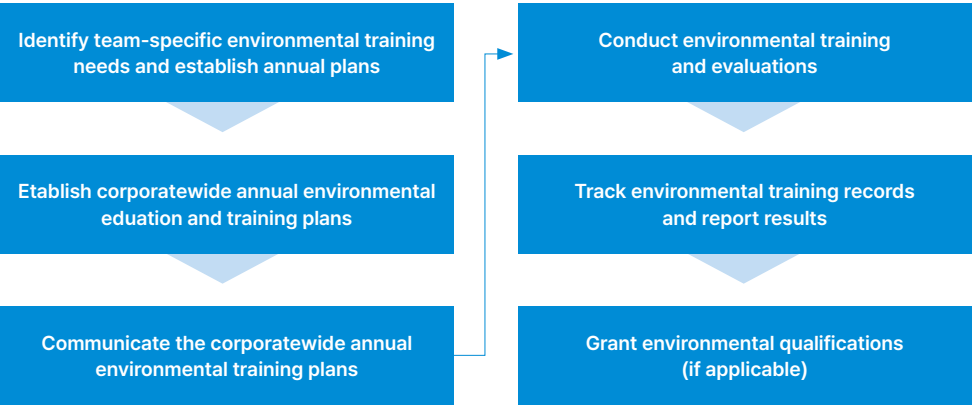 Identify team-specific environmental training
needs and establish annual plans
Etablish corporatewide annual environmental
eduation and training plans
Communicate the corporatewide annual
environmental training plans
Conduct environmental training
and evaluations
Track environmental training records
and report results
Grant environmental qualifications
(if applicable)